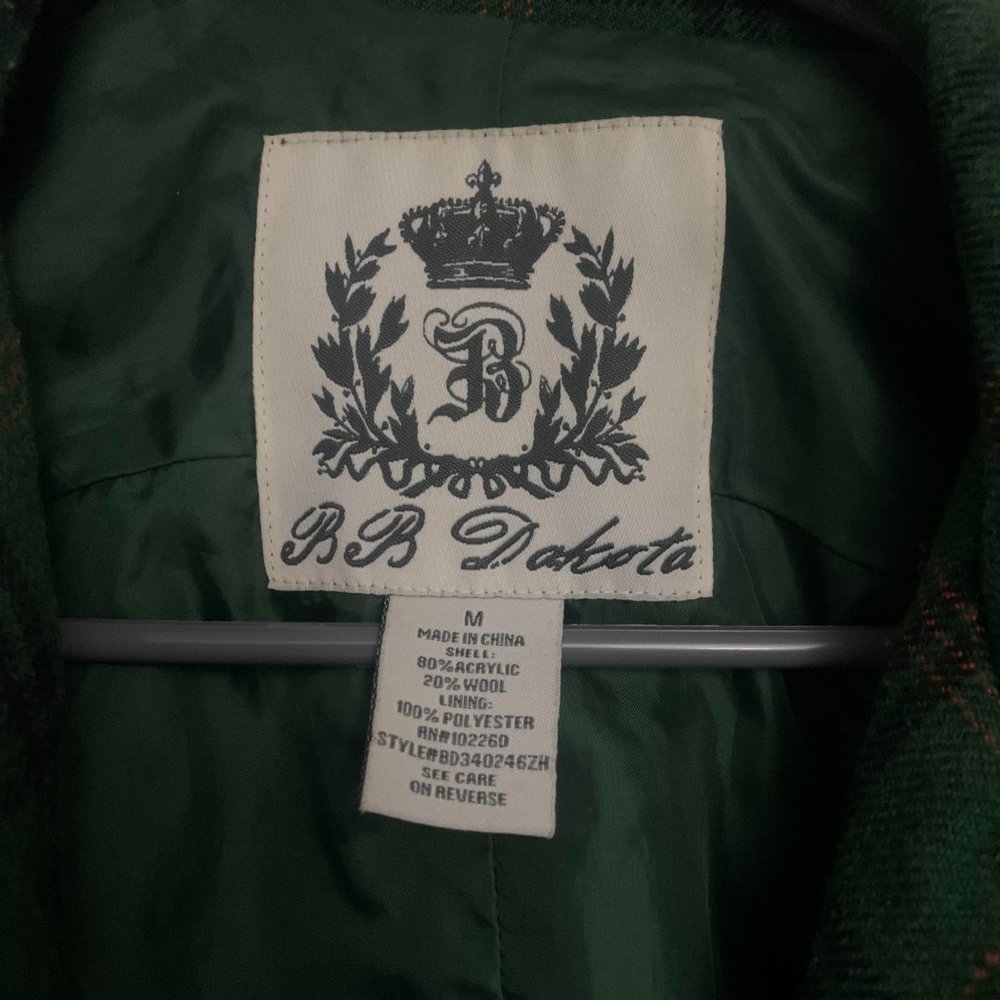 B
BB Dakota
M
MADE IN CHINA
SHELL:
80% ACRYLIC
20% WOOL
LINING:
100% POLYESTER
RN#102260
STYLE#BD340246ZH
SEE CARE
ON REVERSE